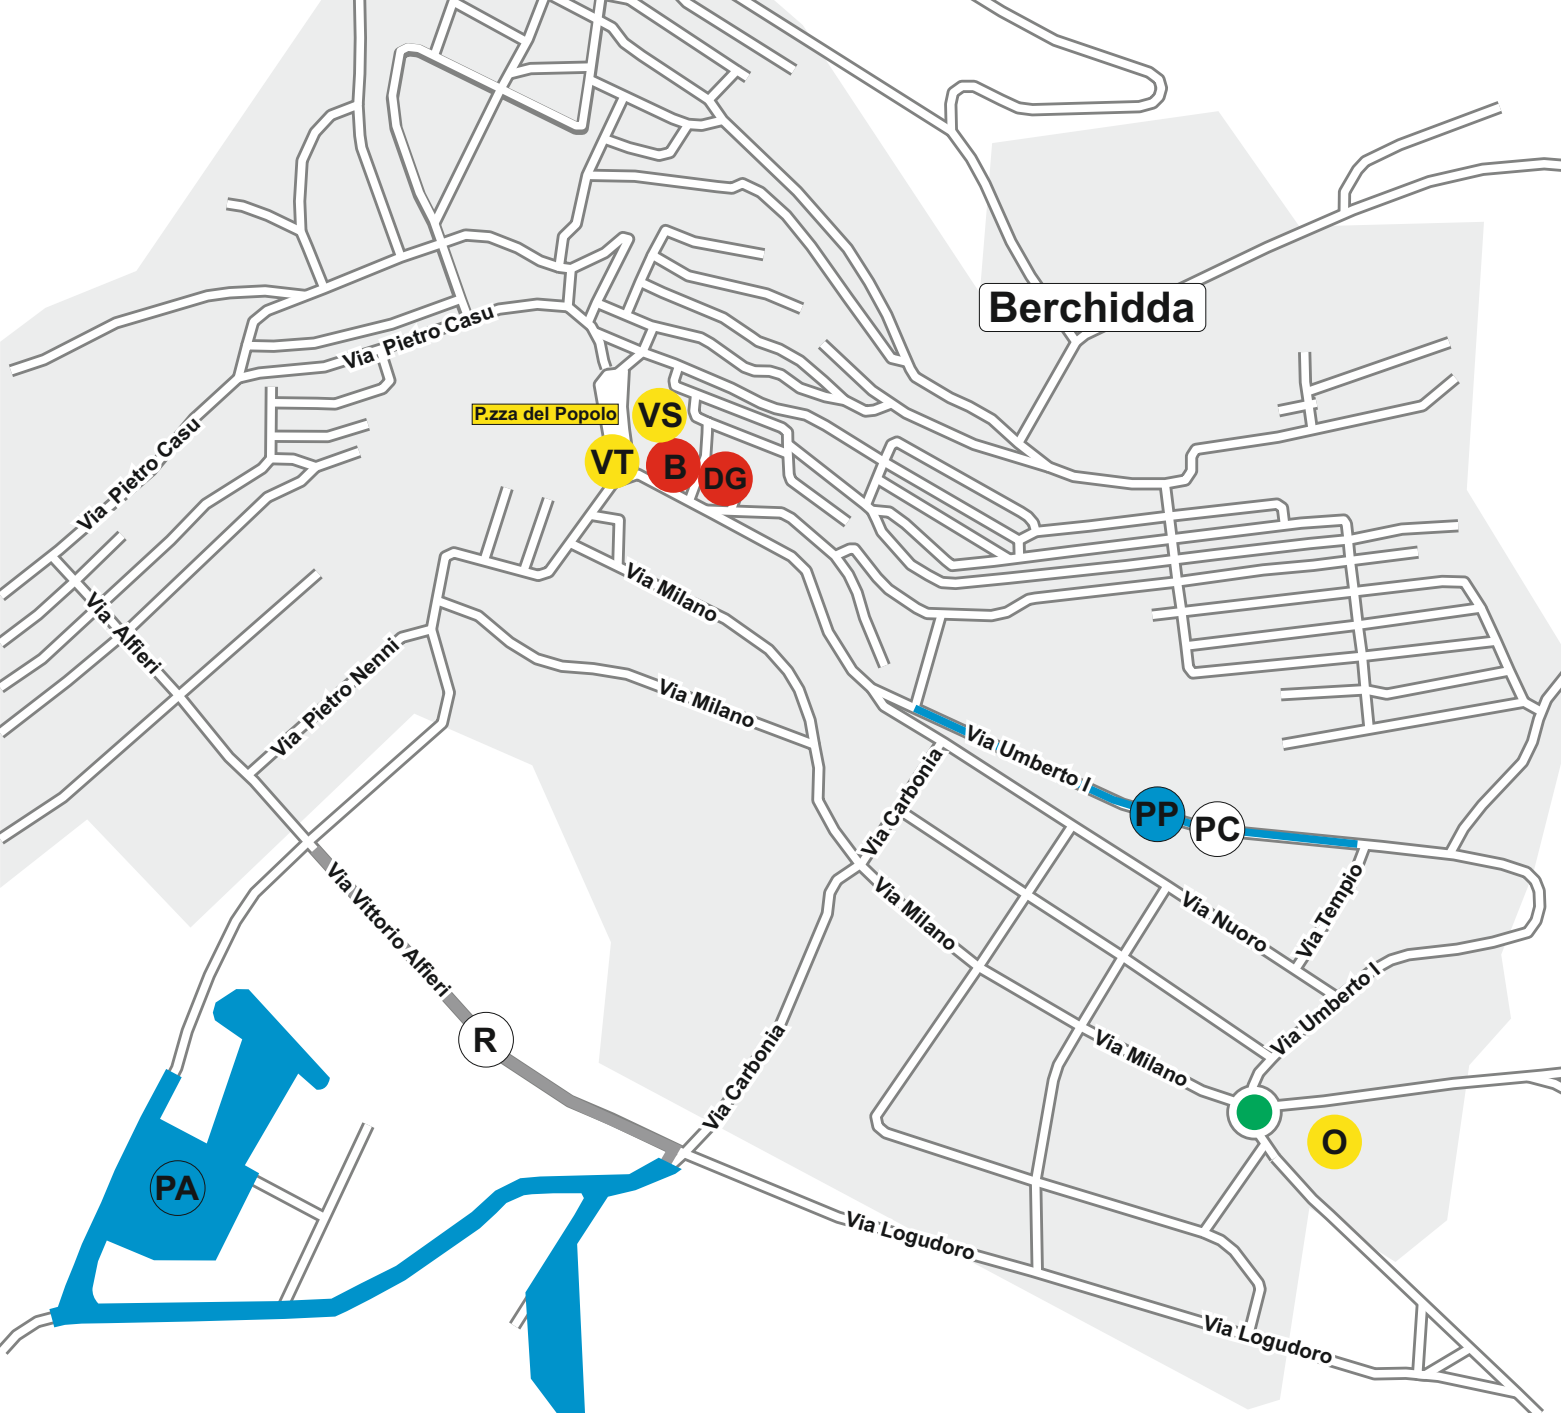 Berchidda
Via Pietro Casu
P.zza del Popolo
VS
VT
B
DG
Via Pietro Casu
Via Milano
Via Alfieri
Via Pietro Nenni
Via Milano
Via Umberto I
Via Carbonia
PP
PC
Via Vittorio Alfieri
Via Milano
Via Nuoro
Via Tempio
Via Umberto I
R
Via Carbonia
Via Milano
O
PA
Via Logudoro
Via Logudoro